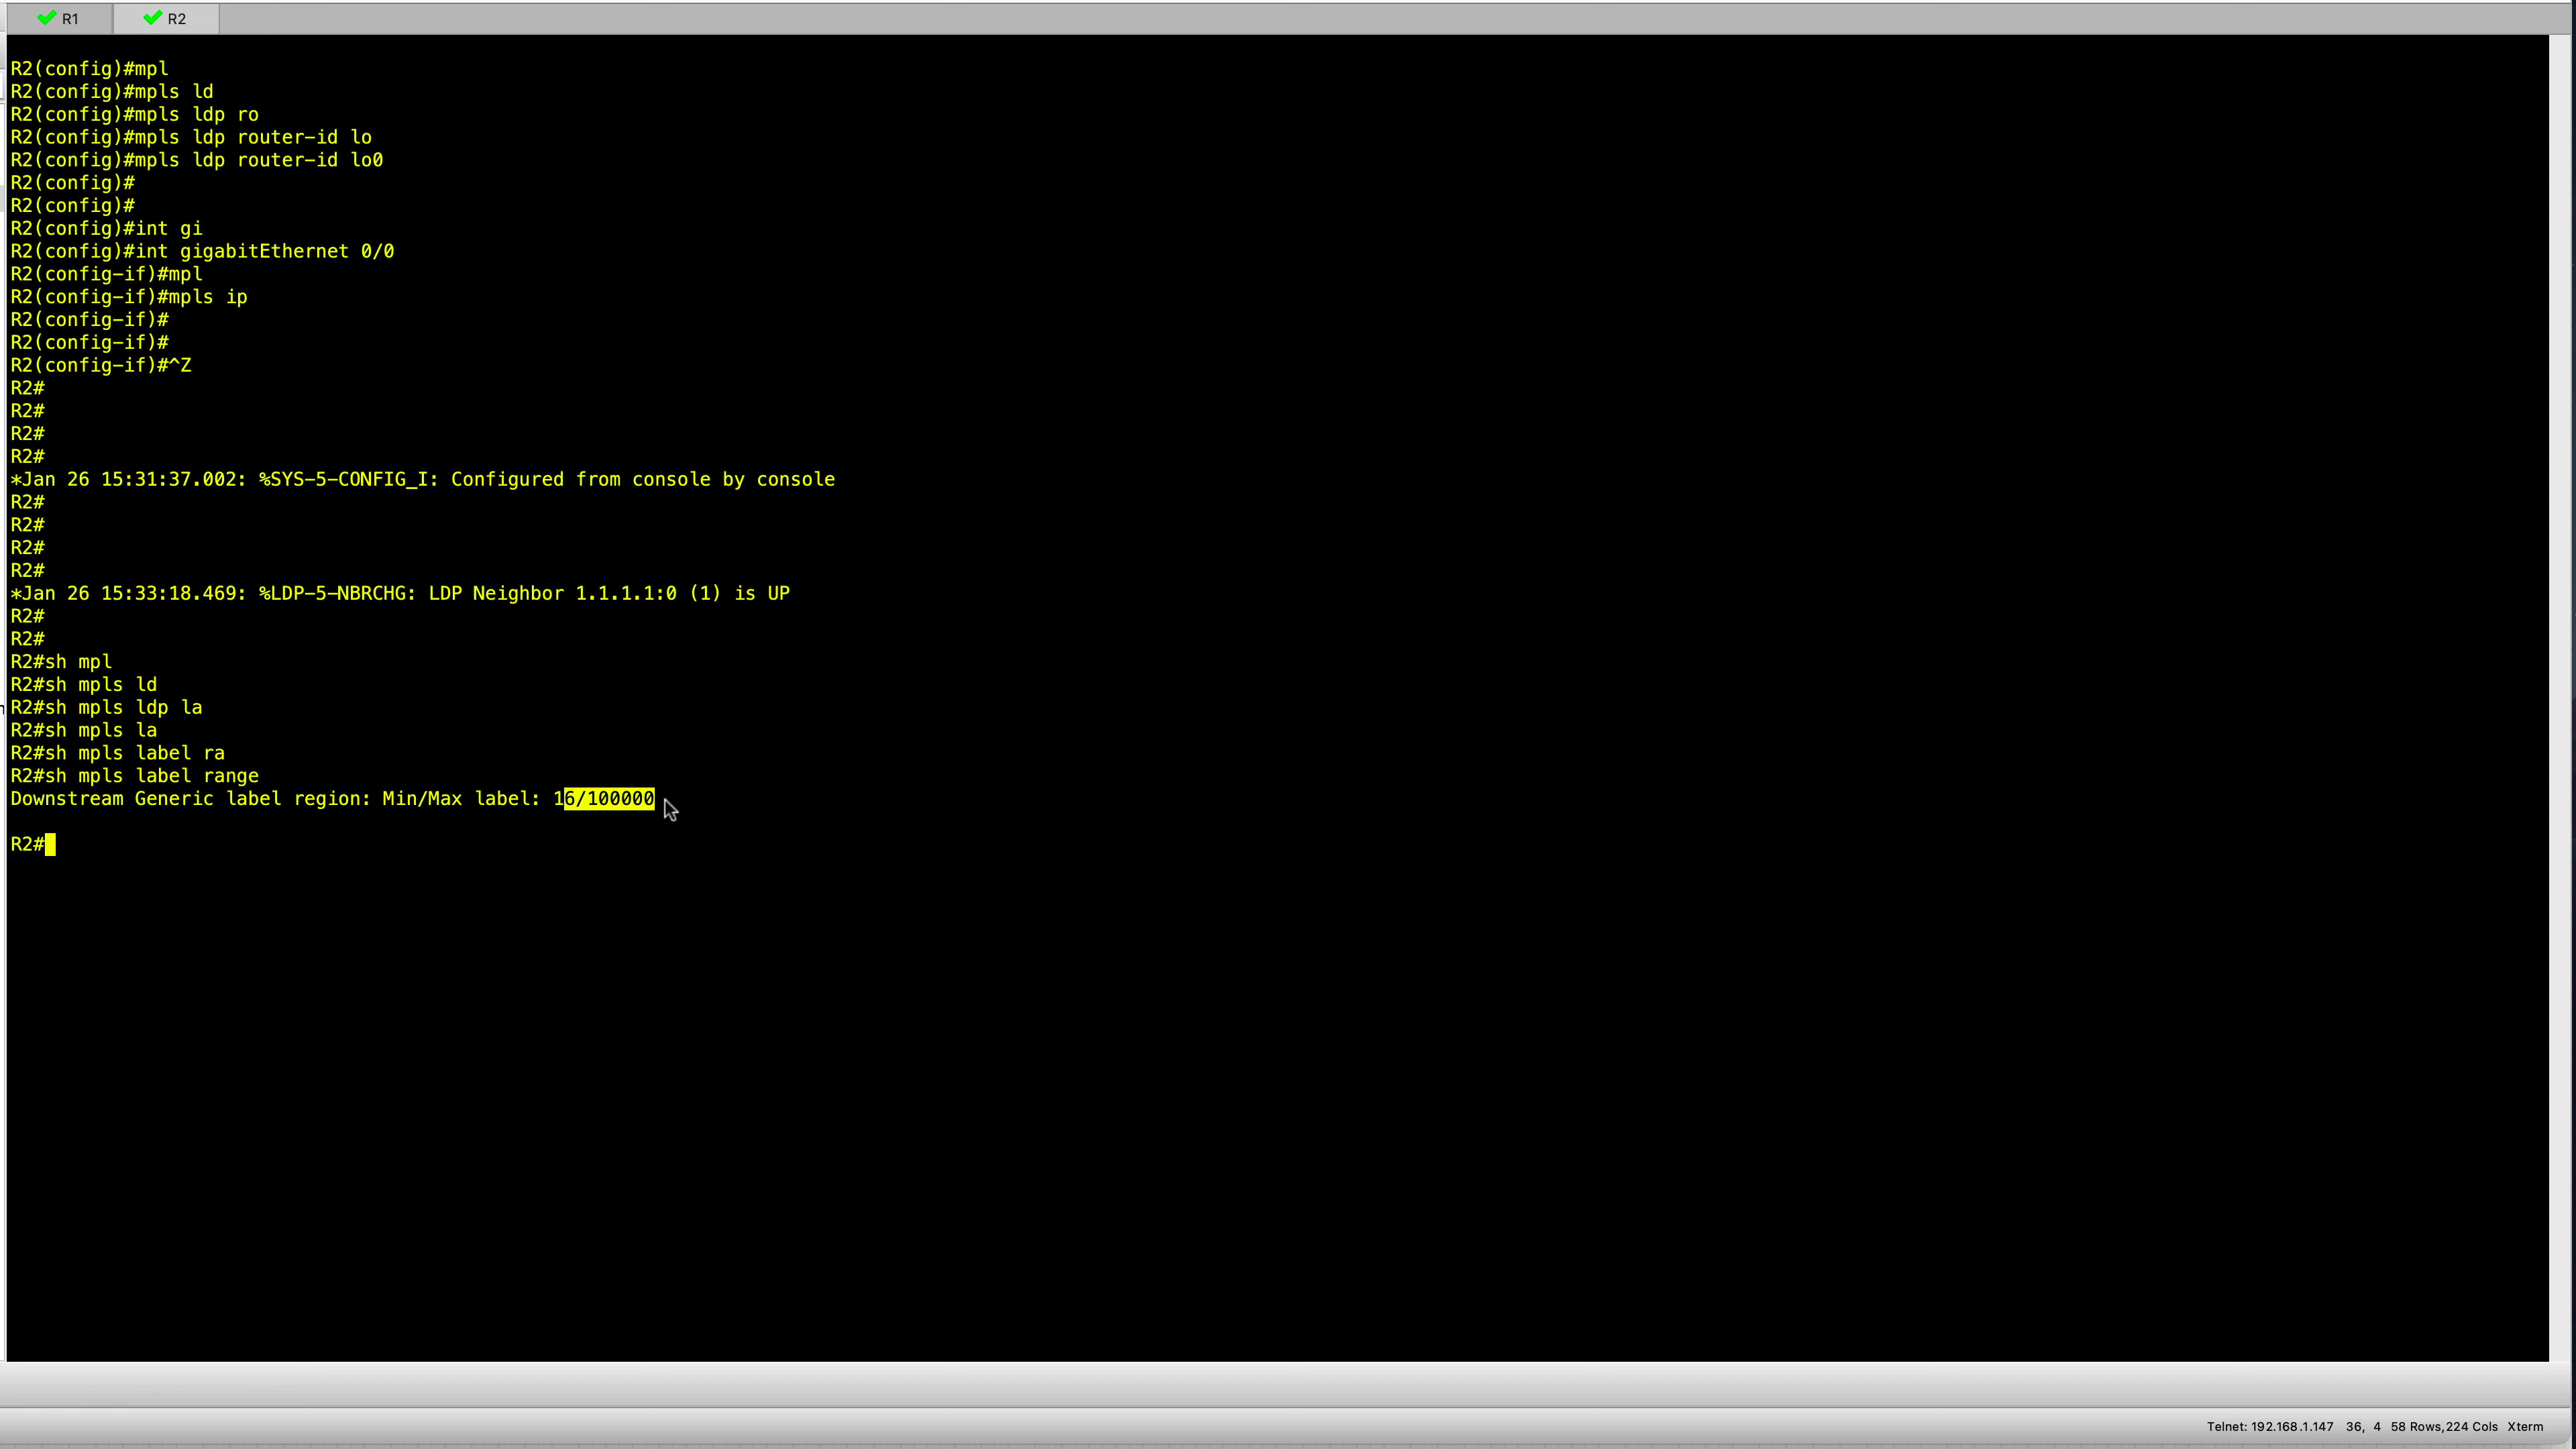 R1 R2
R2(config)#mpl
R2(config)#mpls ld
R2(config)#mpls ldp ro
R2(config)#mpls ldp router-id lo
R2(config)#mpls ldp router-id lo0
R2(config)#
R2(config)#
R2(config)#int gi
R2(config)#int gigabitEthernet 0/0
R2(config-if)#mpl
R2(config-if)#mpls ip
R2(config-if)#
R2(config-if)#
R2(config-if)#^Z
R2#
R2#
R2#
R2#
*Jan 26 15:31:37.002: %SYS-5-CONFIG_I: Configured from console by console
R2#
R2#
R2#
R2#
*Jan 26 15:33:18.469: %LDP-5-NBRCHG: LDP Neighbor 1.1.1.1:0 (1) is UP
R2#
R2#
R2#sh mpl
R2#sh mpls ld
R2#sh mpls ldp la
R2#sh mpls la
R2#sh mpls label ra
R2#sh mpls label range
Downstream Generic label region: Min/Max label: 16/100000
R2#
Telnet: 192.168.1.147 36, 4 58 Rows,224 Cols Xterm